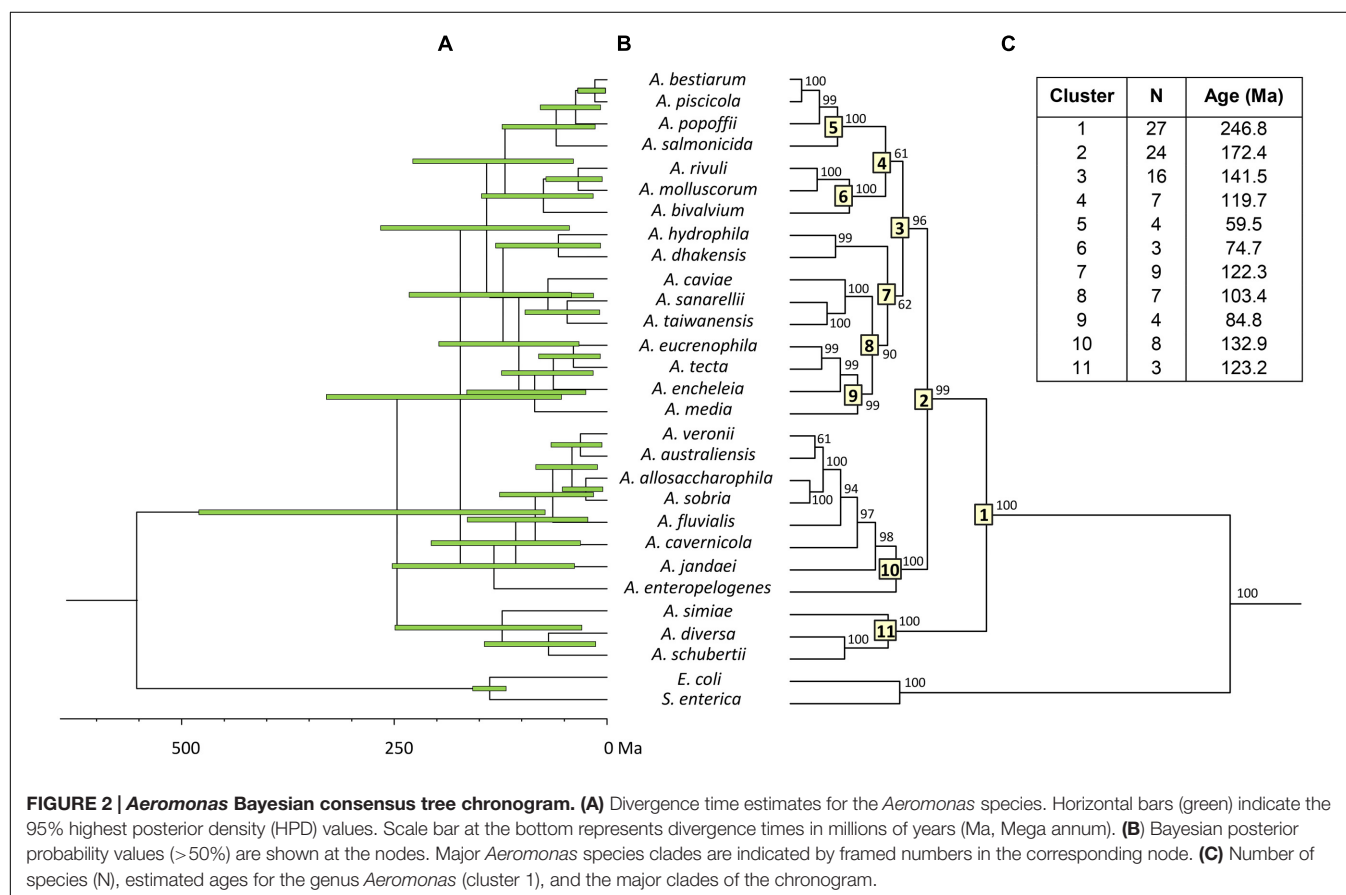 A
B
C
A. bestiarum
A. piscicola
A. popoffii
A. salmonicida
A. rivuli
A. molluscorum
A. bivalvium
A. hydrophila
A. dhakensis
A. caviae
A. sanarellii
A. taiwanensis
A. eucrenophila
A. tecta
A. encheleia
A. media
A. veronii
A. australiensis
A. allosaccharophila
A. sobria
A. fluvialis
A. cavernicola
A. jandaei
A. enteropelogenes
A. simiae
A. diversa
A. schubertii
E. coli
S. enterica
500
250
0 Ma
100
99
5
100
4
61
100
6
100
3
96
99
7
62
100
100
8
90
99
99
9
99
2
99
61
100
100
94
97
98
10
100
1
100
11
100
100
100
100
Cluster N Age (Ma)
1 27 246.8
2 24 172.4
3 16 141.5
4 7 119.7
5 4 59.5
6 3 74.7
7 9 122.3
8 7 103.4
9 4 84.8
10 8 132.9
11 3 123.2
FIGURE 2 | Aeromonas Bayesian consensus tree chronogram. (A) Divergence time estimates for the Aeromonas species. Horizontal bars (green) indicate the
95% highest posterior density (HPD) values. Scale bar at the bottom represents divergence times in millions of years (Ma, Mega annum). (B) Bayesian posterior
probability values (>50%) are shown at the nodes. Major Aeromonas species clades are indicated by framed numbers in the corresponding node. (C) Number of
species (N), estimated ages for the genus Aeromonas (cluster 1), and the major clades of the chronogram.